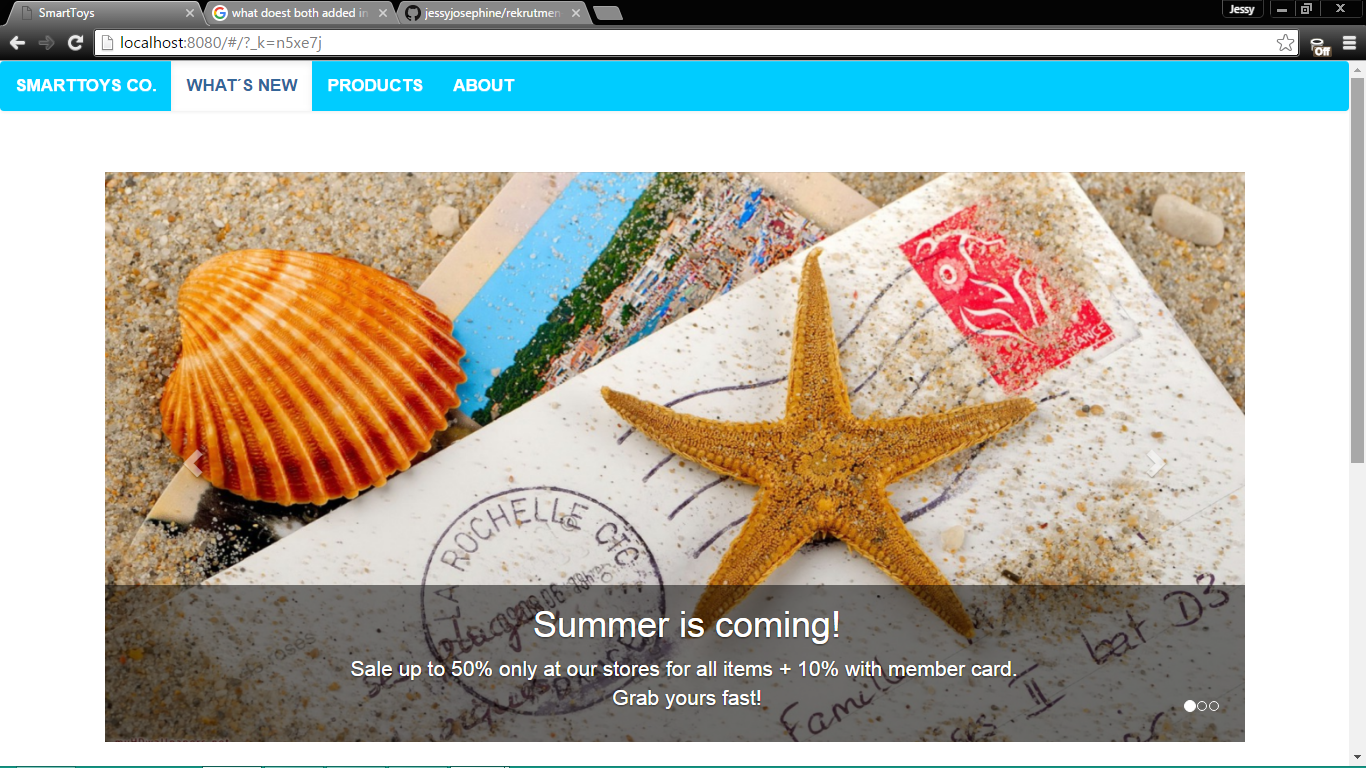 SmartToys
what doest both added in
jessyjosephine/rekrutmen
Jessy
localhost:8080/#/?_k=n5xe7j
Off
SMARTTOYS CO.
WHAT´S NEW
PRODUCTS
ABOUT
LA ROCHELLE CTC
Summer is coming!
Sale up to 50% only at our stores for all items + 10% with member card.
Grab yours fast!